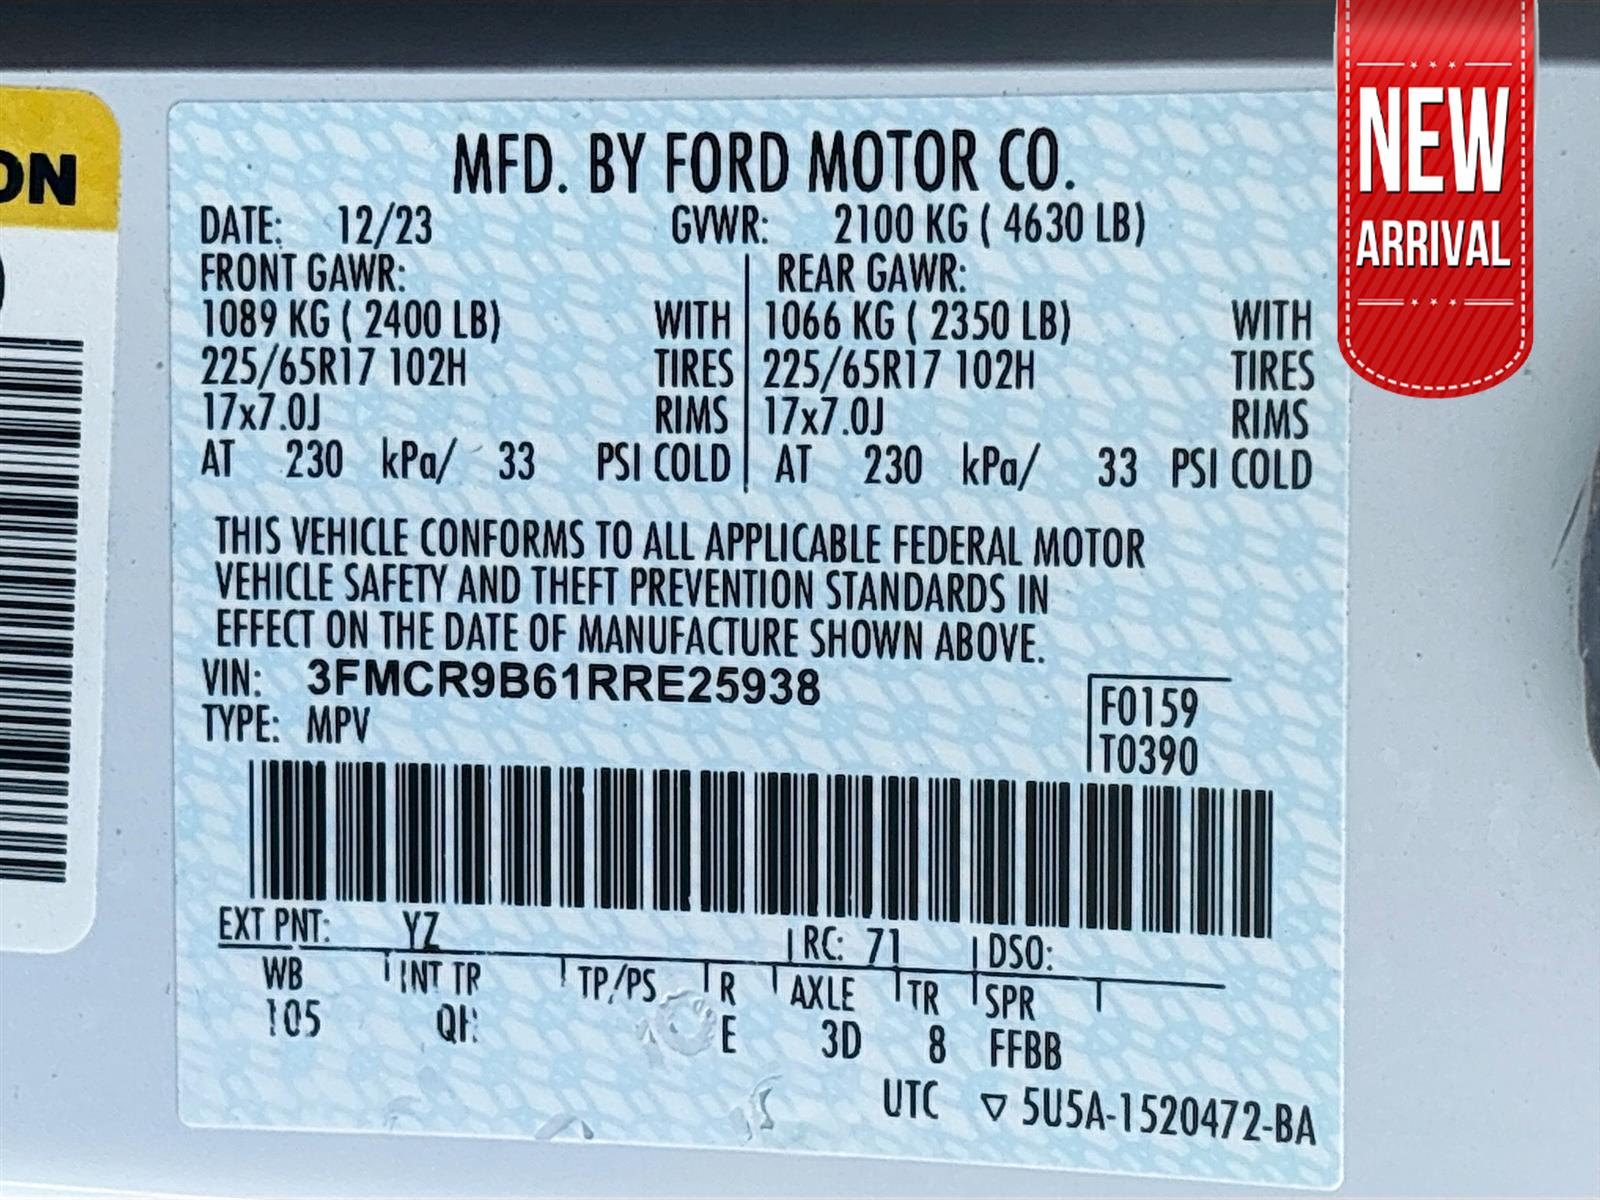 NEW
ARRIVAL
ON
MFD. BY FORD MOTOR CO.
DATE: 12/23 GVWR: 2100 KG ( 4630 LB)
FRONT GAWR: REAR GAWR:
1089 KG ( 2400 LB) WITH 1066 KG ( 2350 LB) WITH
225/65R17 102H TIRES 225/65R17 102H TIRES
17x7.0J RIMS 17x7.0J RIMS
AT 230 kPa/ 33 PSI COLD AT 230 kPa/ 33 PSI COLD
THIS VEHICLE CONFORMS TO ALL APPLICABLE FEDERAL MOTOR
VEHICLE SAFETY AND THEFT PREVENTION STANDARDS IN
EFFECT ON THE DATE OF MANUFACTURE SHOWN ABOVE.
VIN: 3FMCR9B61RRE25938
TYPE: MPV
F0159
T0390
EXT PNT: YZ RC: 71 DSO:
WB INT TR TP/PS R AXLE TR SPR
105 E 3D 8 FFBB
UTC ▽ 5U5A-1520472-BA